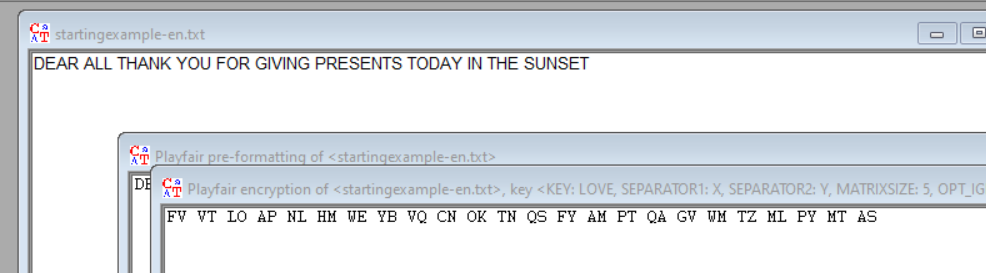 startingexample-en.txt
DEAR ALL THANK YOU FOR GIVING PRESENTS TODAY IN THE SUNSET
Playfair pre-formatting of <startingexample-en.txt>
DE
Playfair encryption of <startingexample-en.txt>, key <KEY: LOVE, SEPARATOR1: X, SEPARATOR2: Y, MATRIXSIZE: 5, OPT_IG
FV VT LO AP NL HM WE YB VQ CN OK TN QS FY AM PT QA GV WM TZ ML PY MT AS